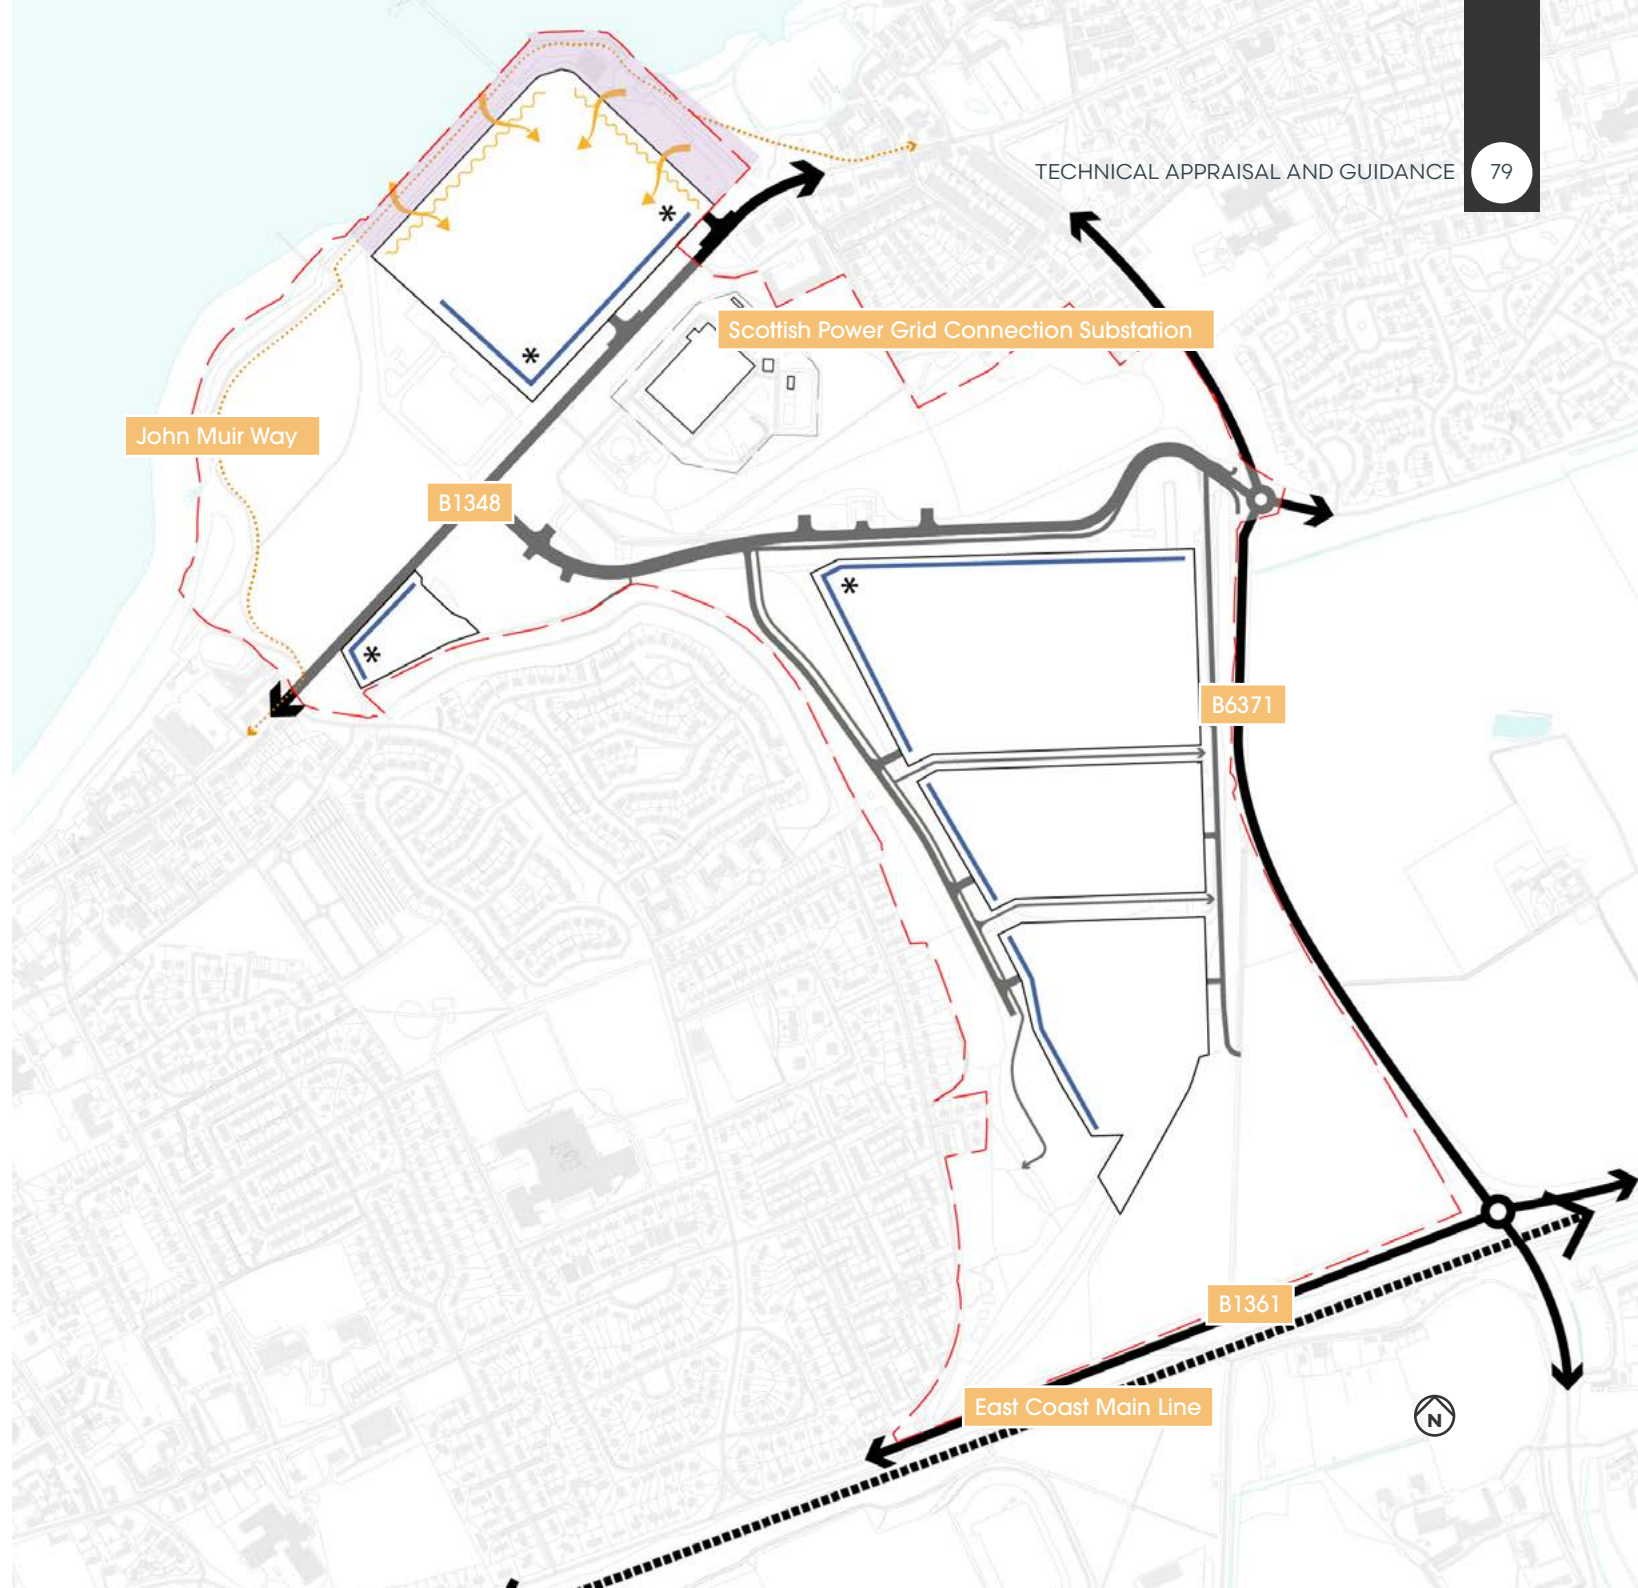 TECHNICAL APPRAISAL AND GUIDANCE 79
Scottish Power Grid Connection Substation
John Muir Way
B1348
B6371
B1361
East Coast Main Line
N